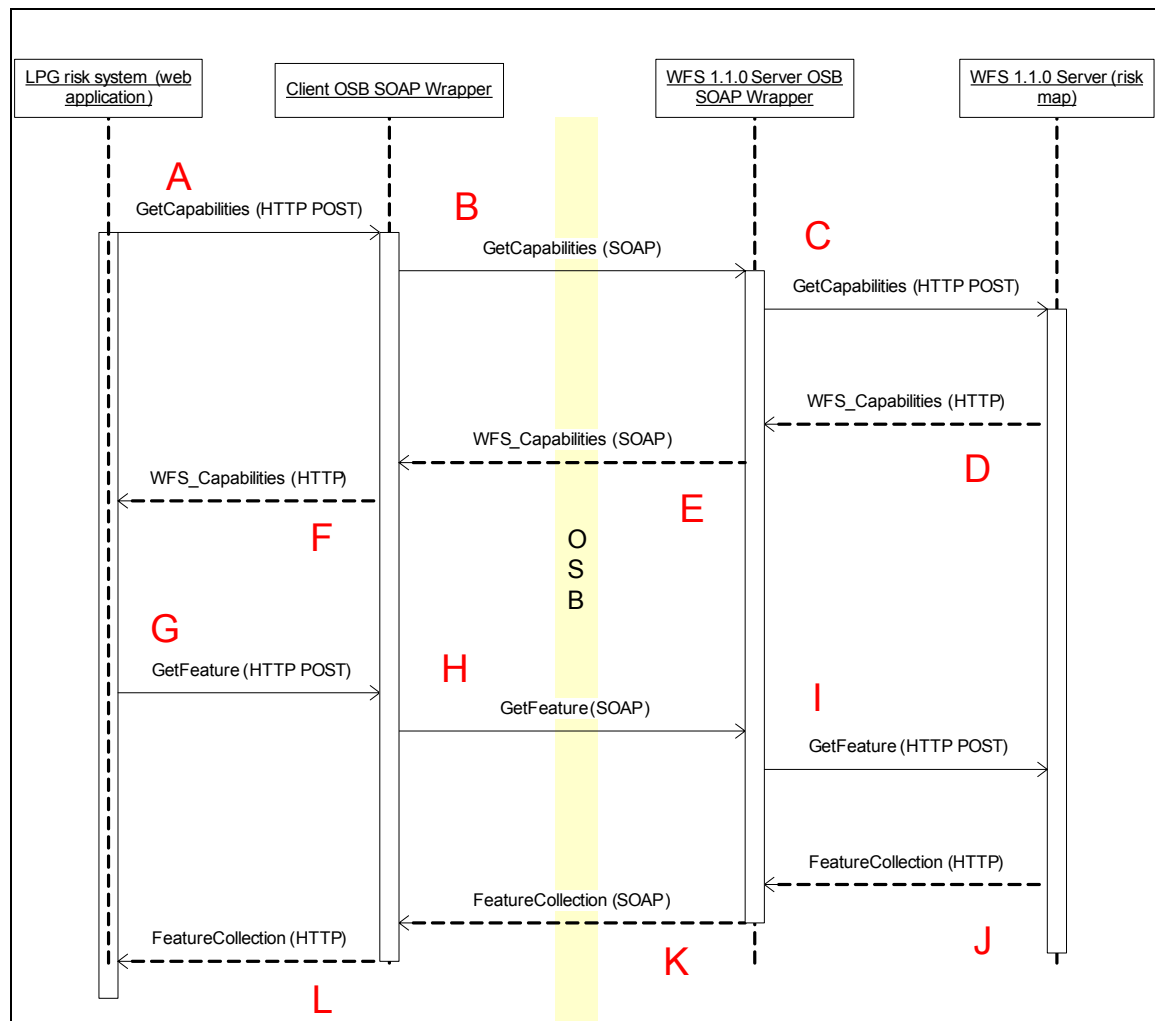 LPG risk system (web
application)
Client OSB SOAP Wrapper
WFS 1.1.0 Server OSB
SOAP Wrapper
WFS 1.1.0 Server (risk
map)
A
GetCapabilities (HTTP POST)
B
GetCapabilities (SOAP)
C
GetCapabilities (HTTP POST)
WFS_Capabilities (HTTP)
D
WFS_Capabilities (SOAP)
E
WFS_Capabilities (HTTP)
F
O
S
B
G
GetFeature (HTTP POST)
H
GetFeature (SOAP)
I
GetFeature (HTTP POST)
FeatureCollection (HTTP)
J
FeatureCollection (SOAP)
K
FeatureCollection (HTTP)
L